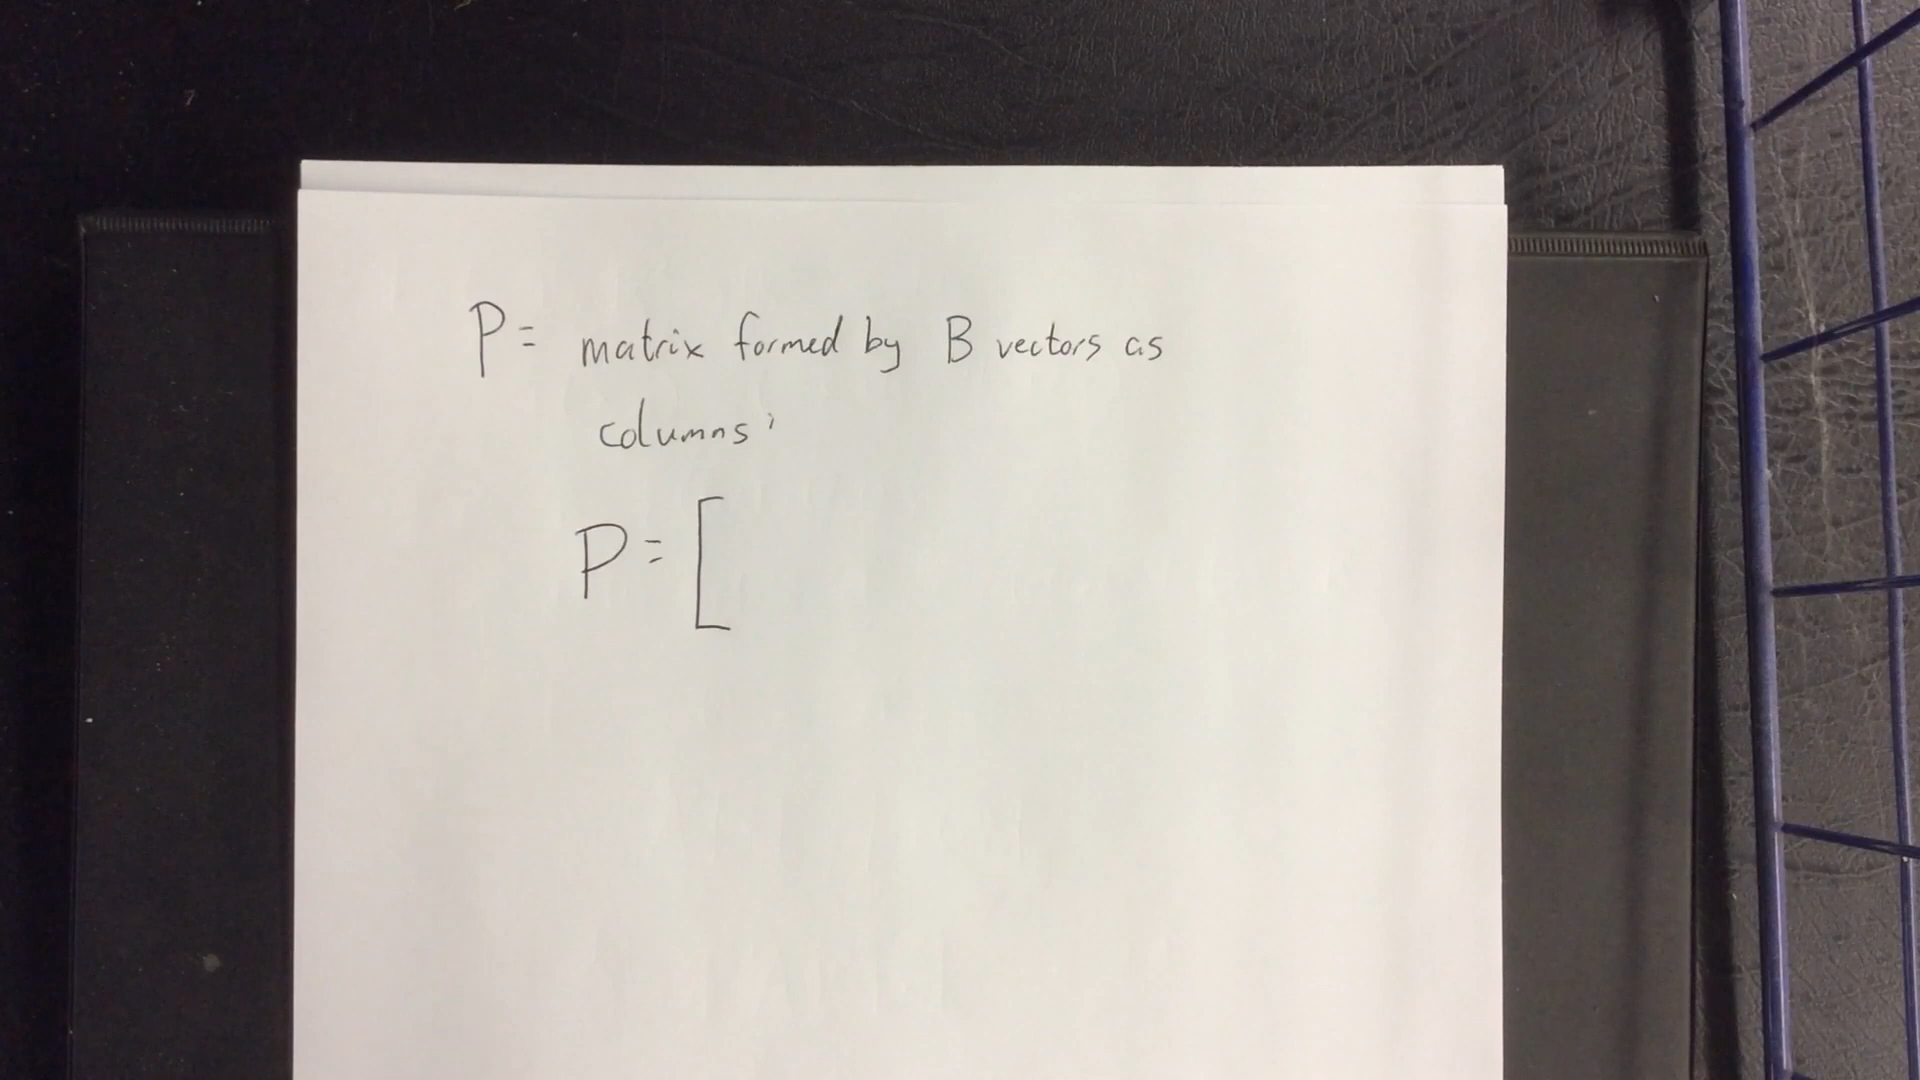 P = matrix formed by B vectors as
columns:
P = [